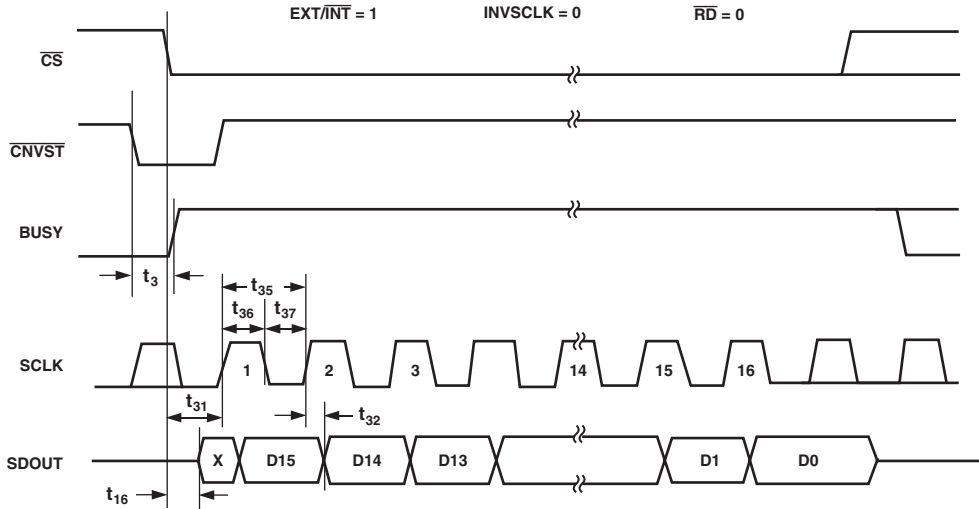 EXT/INT = 1 INVSCLK = 0 RD = 0
CS
CNVST
BUSY
t3
t35
t36 t37
SCLK 1 2 3 14 15 16
t31
t32
SDOUT X D15 D14 D13 D1 D0
t16